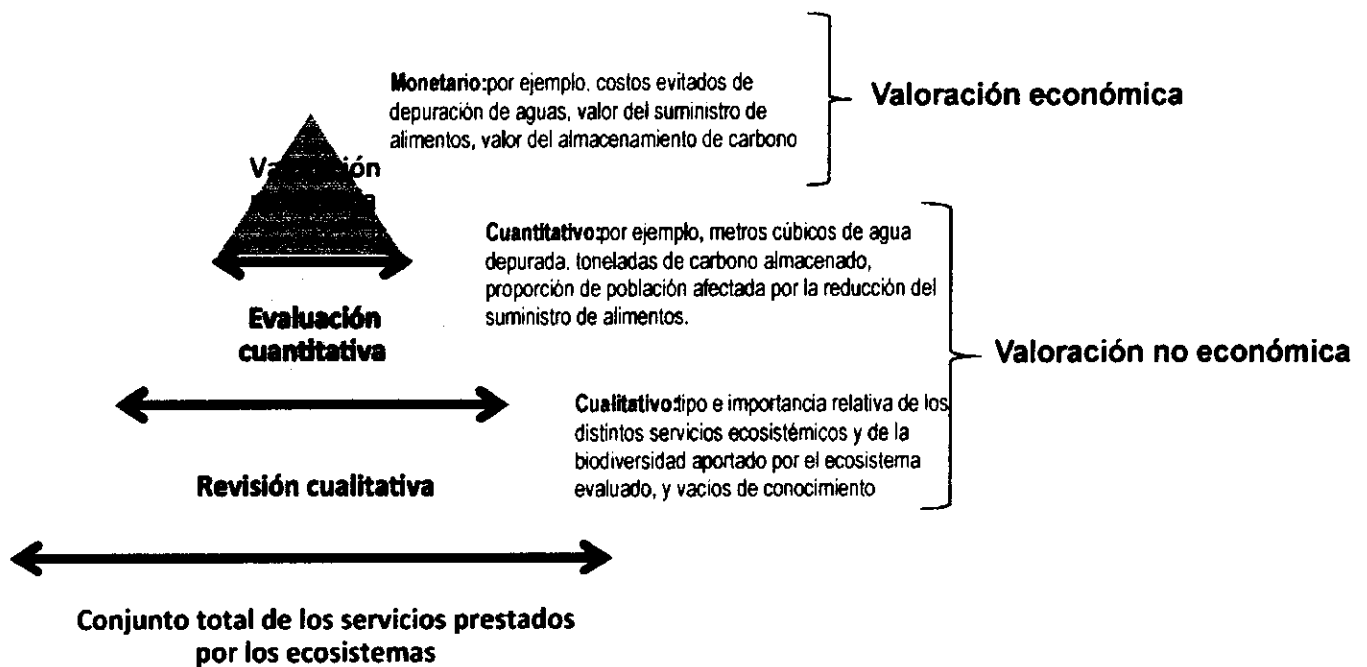 Monetario:por ejemplo, costos evitados de
depuración de aguas, valor del suministro de
alimentos, valor del almacenamiento de carbono
Valoración económica
Cuantitativo:por ejemplo, metros cúbicos de agua
depurada, toneladas de carbono almacenado,
proporción de población afectada por la reducción del
suministro de alimentos.
Evaluación
cuantitativa
Valoración no económica
Cualitativo:tipo e importancia relativa de los
distintos servicios ecosistémicos y de la
biodiversidad aportado por el ecosistema
evaluado, y vacios de conocimiento
Revisión cualitativa
Conjunto total de los servicios prestados
por los ecosistemas